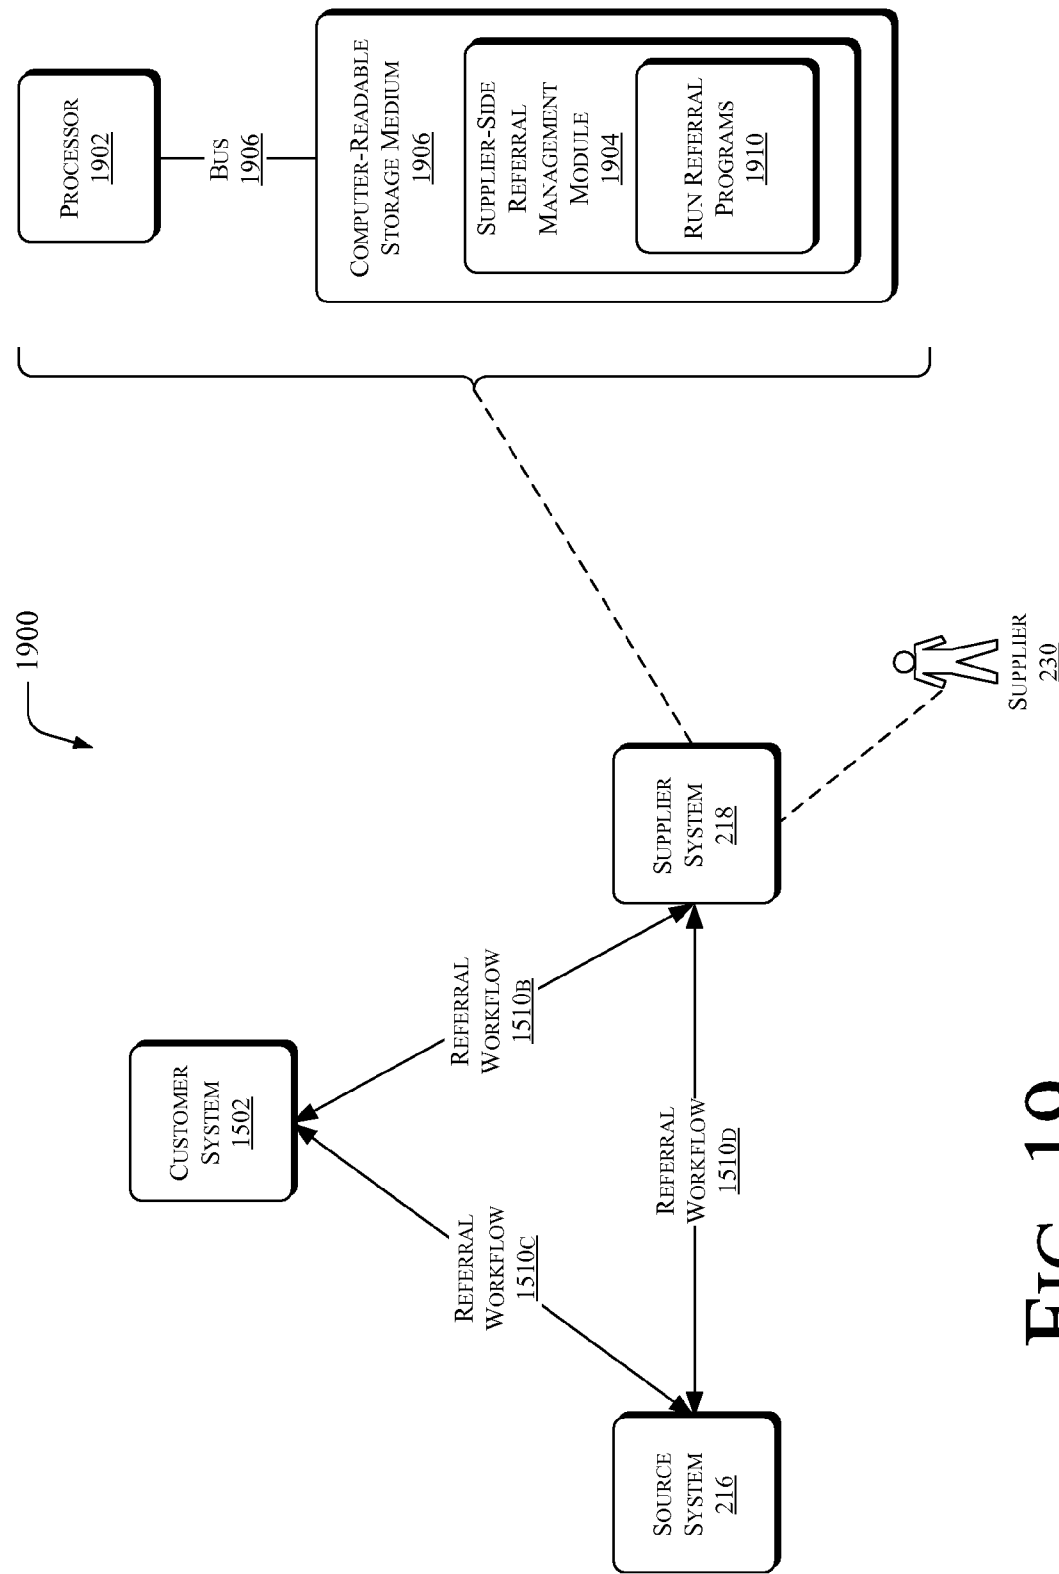 1900
PROCESSOR
1902
BUS
1906
COMPUTER-READABLE
STORAGE MEDIUM
1906
SUPPLIER-SIDE
REFERRAL
MANAGEMENT
MODULE
1904
RUN REFERRAL
PROGRAMS
1910
CUSTOMER
SYSTEM
1502
REFERRAL
WORKFLOW
1510C
REFERRAL
WORKFLOW
1510B
SOURCE
SYSTEM
216
REFERRAL
WORKFLOW
1510D
SUPPLIER
SYSTEM
218
SUPPLIER
230
FIG. 19